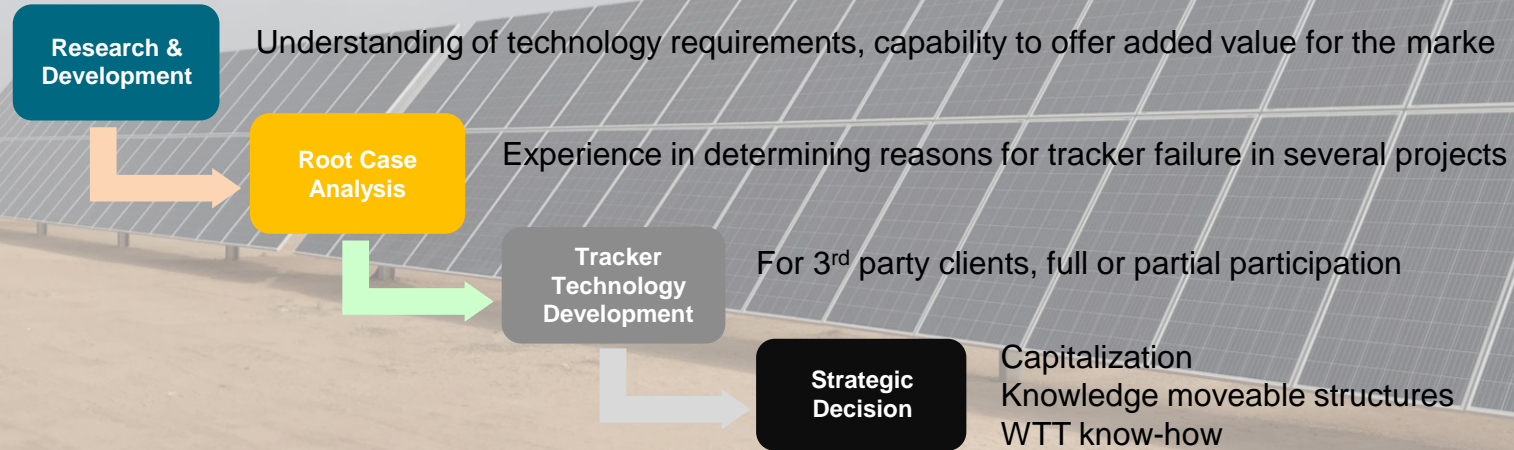 Research &
Development
Understanding of technology requirements, capability to offer added value for the marke
Root Case
Analysis
Experience in determining reasons for tracker failure in several projects
Tracker
Technology
Development
For 3rd party clients, full or partial participation
Strategic
Decision
Capitalization
Knowledge moveable structures
WTT know-how